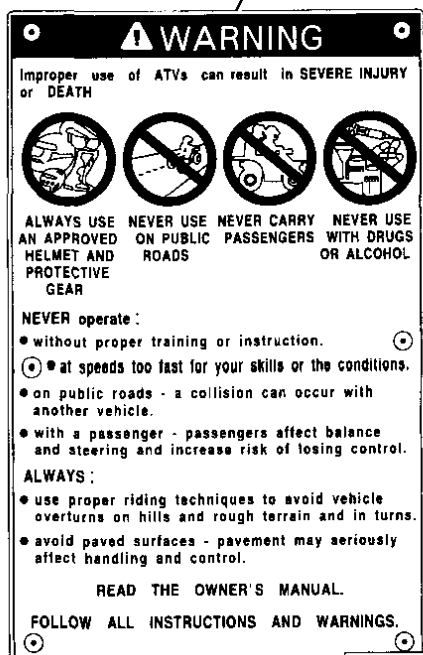 WARNING
Improper use of ATVs can result in SEVERE INJURY
or DEATH
ALWAYS USE
AN APPROVED
HELMET AND
PROTECTIVE
GEAR
NEVER USE
ON PUBLIC
ROADS
NEVER CARRY
PASSENGERS
NEVER USE
WITH DRUGS
OR ALCOHOL
NEVER operate:
• without proper training or instruction.
• at speeds too fast for your skills or the conditions.
• on public roads - a collision can occur with
another vehicle.
• with a passenger - passengers affect balance
and steering and increase risk of losing control.
ALWAYS:
• use proper riding techniques to avoid vehicle
overturns on hills and rough terrain and in turns.
• avoid paved surfaces - pavement may seriously
affect handling and control.
READ THE OWNER'S MANUAL.
FOLLOW ALL INSTRUCTIONS AND WARNINGS.